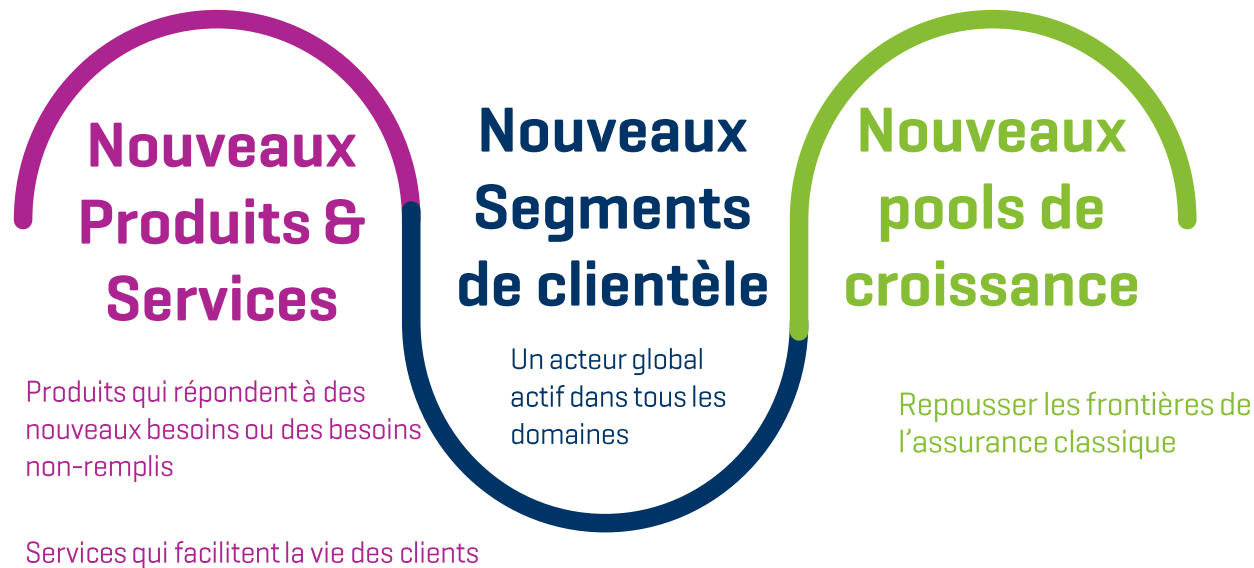 Nouveaux
Produits &
Services
Produits qui répondent à des
nouveaux besoins ou des besoins
non-remplis
Services qui facilitent la vie des clients
Nouveaux
Segments
de clientèle
Un acteur global
actif dans tous les
domaines
Nouveaux
pools de
croissance
Repousser les frontières de
l’assurance classique